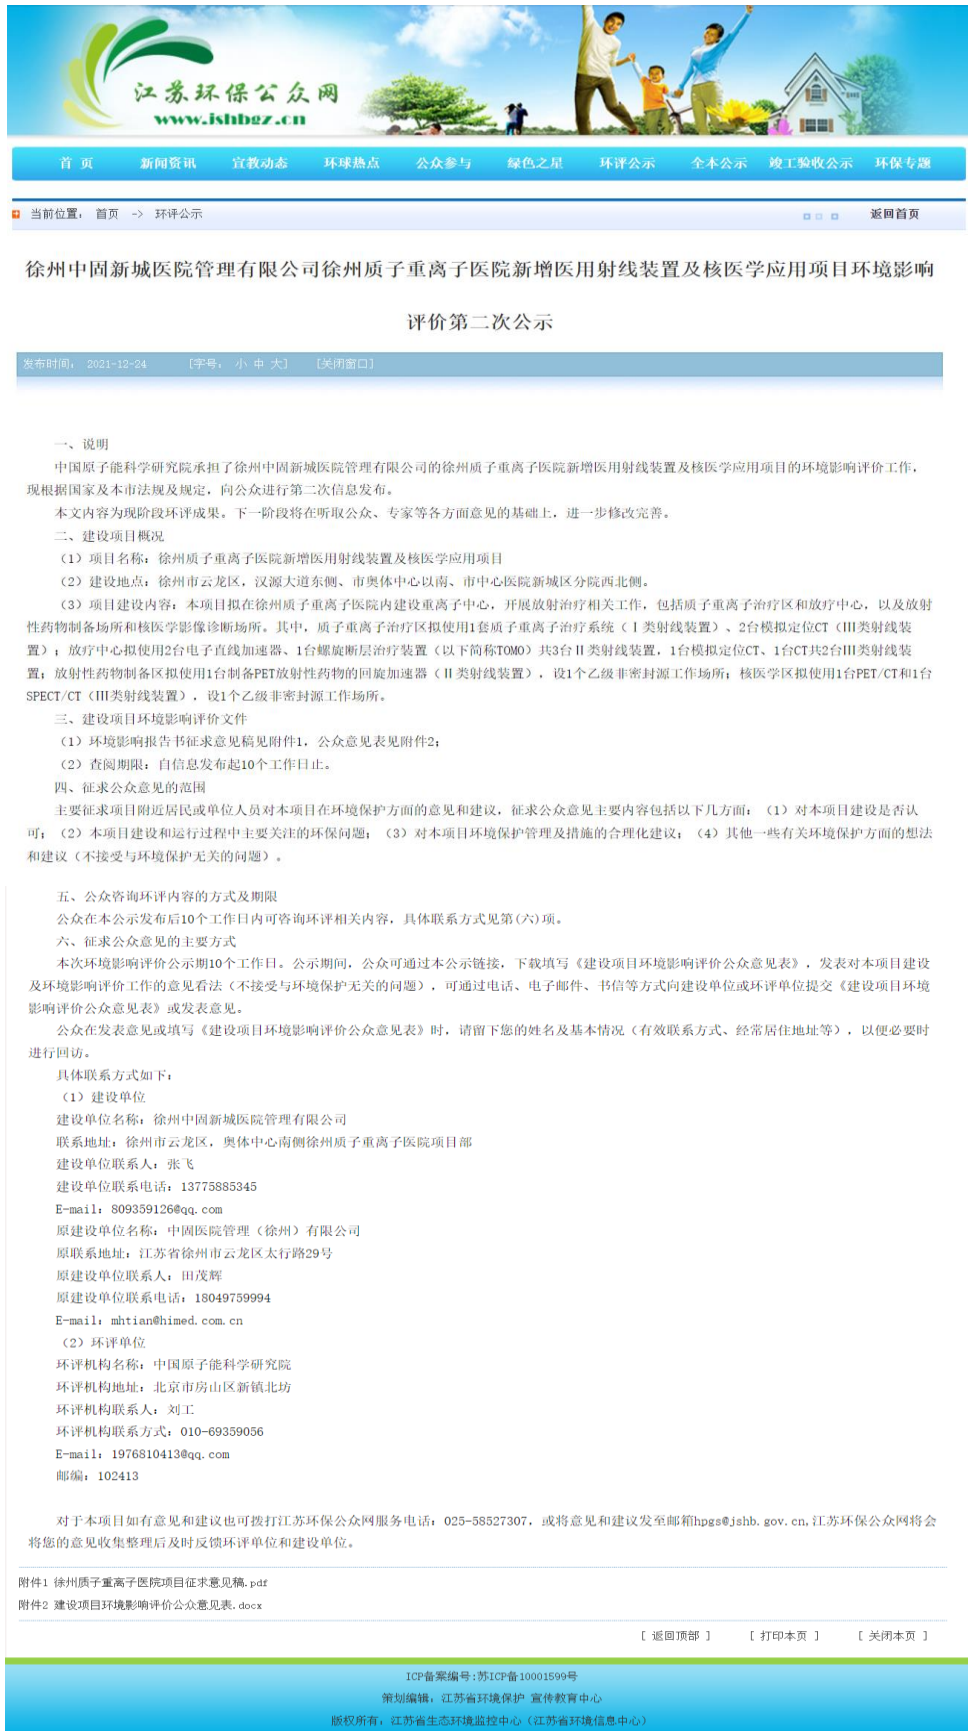 江苏环保公众网
www.jshbgz.cn
首 页 新闻资讯 宣教动态 环球热点 公众参与 绿色之星 环评公示 全本公示 竣工验收公示 环保专题
当前位置： 首页 -> 环评公示 返回首页
徐州中固新城医院管理有限公司徐州质子重离子医院新增医用射线装置及核医学应用项目环境影响
评价第二次公示
发布时间： 2021-12-24 [字号： 小 中 大] [关闭窗口]
一、说明
中国原子能科学研究院承担了徐州中固新城医院管理有限公司的徐州质子重离子医院新增医用射线装置及核医学应用项目的环境影响评价工作，
现根据国家及本市法规及规定，向公众进行第二次信息发布。
本文内容为现阶段环评成果。下一阶段将在听取公众、专家等各方面意见的基础上，进一步修改完善。
二、建设项目概况
（1）项目名称：徐州质子重离子医院新增医用射线装置及核医学应用项目
（2）建设地点：徐州市云龙区，汉源大道东侧、市奥体中心以南、市中心医院新城区分院西北侧。
（3）项目建设内容：本项目拟在徐州质子重离子医院内建设重离子中心，开展放射治疗相关工作，包括质子重离子治疗区和放疗中心，以及放射
性药物制备场所和核医学影像诊断场所。其中，质子重离子治疗区拟使用1套质子重离子治疗系统（Ⅰ类射线装置）、2台模拟定位CT（III类射线装
置）；放疗中心拟使用2台电子直线加速器、1台螺旋断层治疗装置（以下简称TOMO）共3台Ⅱ类射线装置，1台模拟定位CT、1台CT共2台III类射线装
置；放射性药物制备区拟使用1台制备PET放射性药物的回旋加速器（Ⅱ类射线装置），设1个乙级非密封源工作场所；核医学区拟使用1台PET/CT和1台
SPECT/CT（III类射线装置），设1个乙级非密封源工作场所。
三、建设项目环境影响评价文件
（1）环境影响报告书征求意见稿见附件1，公众意见表见附件2；
（2）查阅期限：自信息发布起10个工作日止。
四、征求公众意见的范围
主要征求项目附近居民或单位人员对本项目在环境保护方面的意见和建议，征求公众意见主要内容包括以下几方面：（1）对本项目建设是否认
可；（2）本项目建设和运行过程中主要关注的环保问题；（3）对本项目环境保护管理及措施的合理化建议；（4）其他一些有关环境保护方面的想法
和建议（不接受与环境保护无关的问题）。
五、公众咨询环评内容的方式及期限
公众在本公示发布后10个工作日内可咨询环评相关内容，具体联系方式见第(六)项。
六、征求公众意见的主要方式
本次环境影响评价公示期10个工作日。公示期间，公众可通过本公示链接，下载填写《建设项目环境影响评价公众意见表》，发表对本项目建设
及环境影响评价工作的意见看法（不接受与环境保护无关的问题），可通过电话、电子邮件、书信等方式向建设单位或环评单位提交《建设项目环境
影响评价公众意见表》或发表意见。
公众在发表意见或填写《建设项目环境影响评价公众意见表》时，请留下您的姓名及基本情况（有效联系方式、经常居住地址等），以便必要时
进行回访。
具体联系方式如下：
（1）建设单位
建设单位名称：徐州中固新城医院管理有限公司
联系地址：徐州市云龙区，奥体中心南侧徐州质子重离子医院项目部
建设单位联系人：张飞
建设单位联系电话：13775885345
E-mail：809359126@qq.com
原建设单位名称：中固医院管理（徐州）有限公司
原联系地址：江苏省徐州市云龙区太行路29号
原建设单位联系人：田茂辉
原建设单位联系电话：18049759994
E-mail：mhtian@himed.com.cn
（2）环评单位
环评机构名称：中国原子能科学研究院
环评机构地址：北京市房山区新镇北坊
环评机构联系人：刘工
环评机构联系方式：010-69359056
E-mail：1976810413@qq.com
邮编：102413
对于本项目如有意见和建议也可拨打江苏环保公众网服务电话：025-58527307，或将意见和建议发至邮箱hpgs@jshb.gov.cn,江苏环保公众网将会
将您的意见收集整理后及时反馈环评单位和建设单位。
附件1 徐州质子重离子医院项目征求意见稿.pdf
附件2 建设项目环境影响评价公众意见表.docx
[ 返回顶部 ] [ 打印本页 ] [ 关闭本页 ]
ICP备案编号:苏ICP备10001599号
策划编辑：江苏省环境保护 宣传教育中心
版权所有：江苏省生态环境监控中心（江苏省环境信息中心）